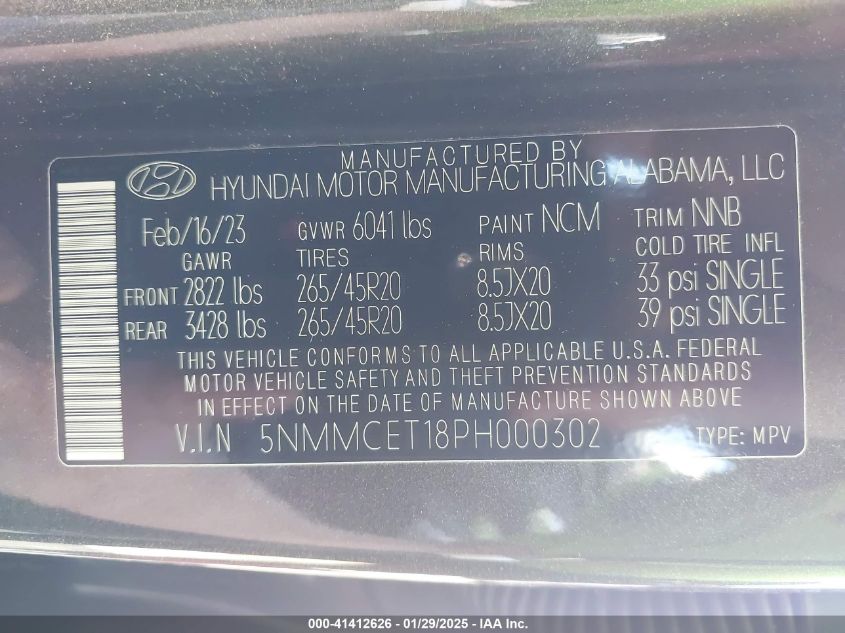 MANUFACTURED BY
HYUNDAI MOTOR MANUFACTURING ALABAMA, LLC
Feb/16/23 GVWR 6041 lbs PAINT NCM TRIM NNB
GAWR TIRES RIMS COLD TIRE INFL
FRONT 2822 lbs 265/45R20 8.5JX20 33 psi SINGLE
REAR 3428 lbs 265/45R20 8.5JX20 39 psi SINGLE
THIS VEHICLE CONFORMS TO ALL APPLICABLE U.S.A. FEDERAL
MOTOR VEHICLE SAFETY AND THEFT PREVENTION STANDARDS
IN EFFECT ON THE DATE OF MANUFACTURE SHOWN ABOVE
V.I.N 5NMMCET18PH000302 TYPE: MPV
000-41412626 - 01/29/2025 - IAA Inc.